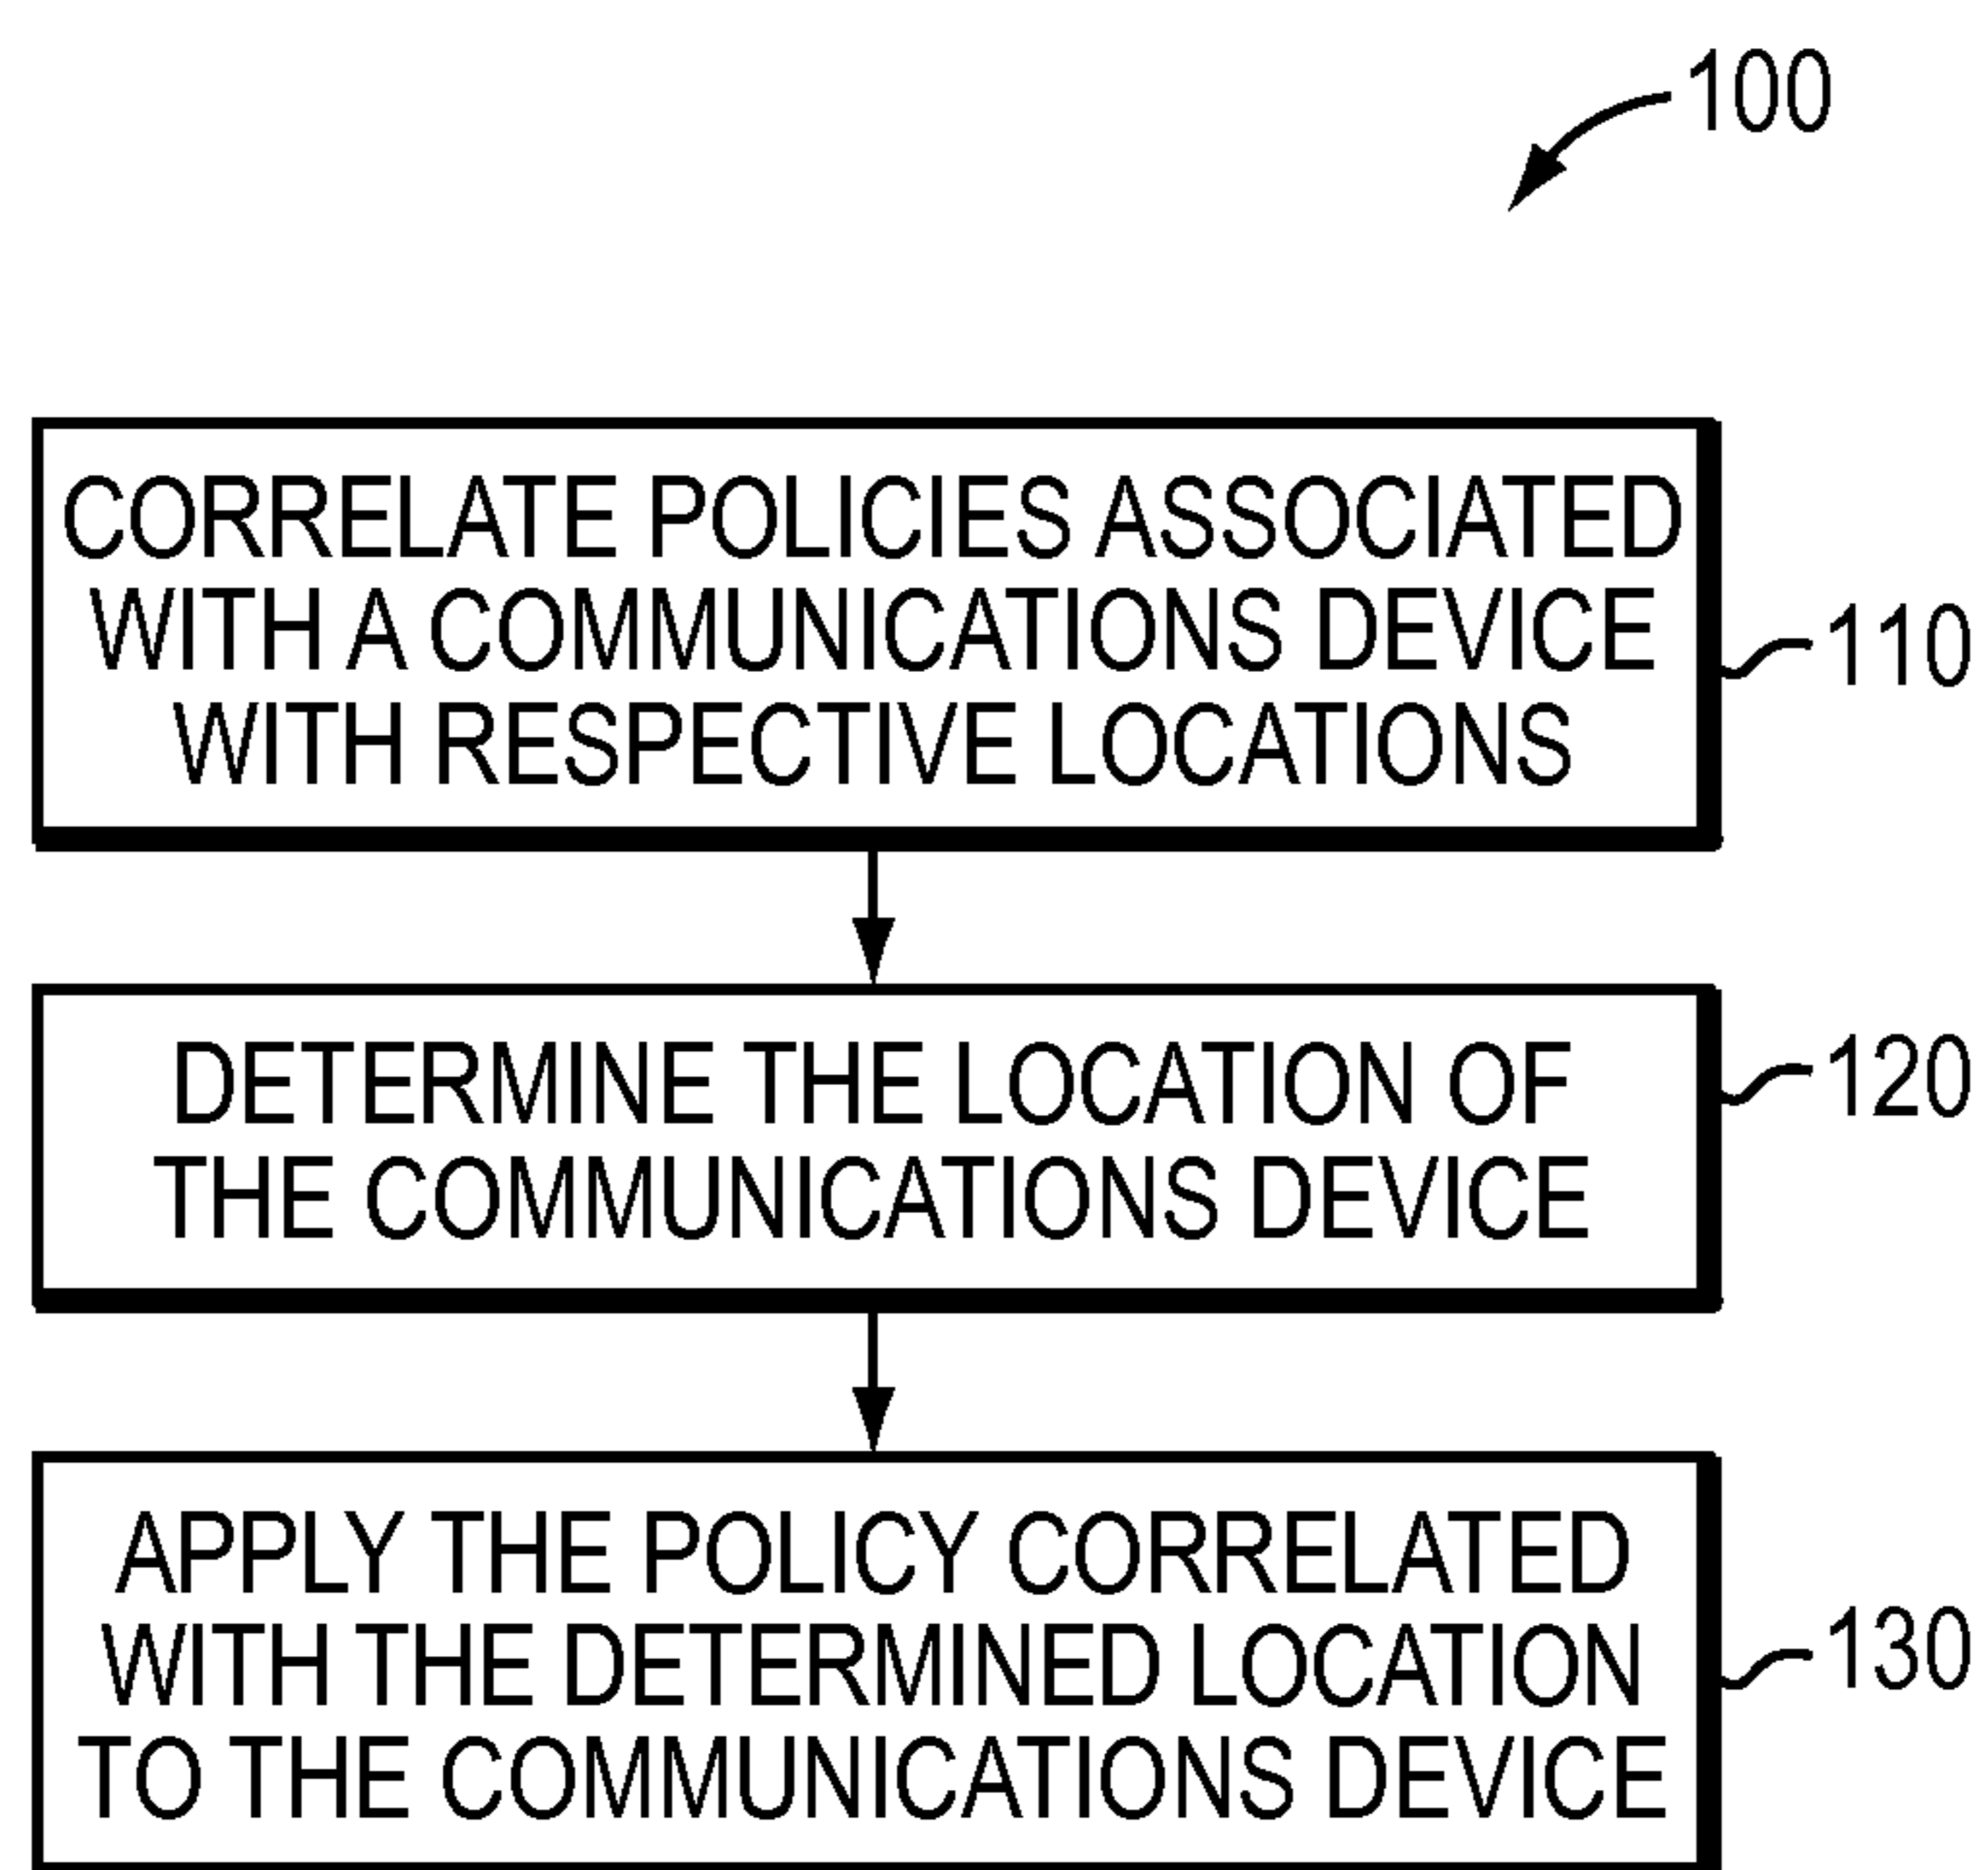 100
CORRELATE POLICIES ASSOCIATED
WITH A COMMUNICATIONS DEVICE
WITH RESPECTIVE LOCATIONS
110
DETERMINE THE LOCATION OF
THE COMMUNICATIONS DEVICE
120
APPLY THE POLICY CORRELATED
WITH THE DETERMINED LOCATION
TO THE COMMUNICATIONS DEVICE
130